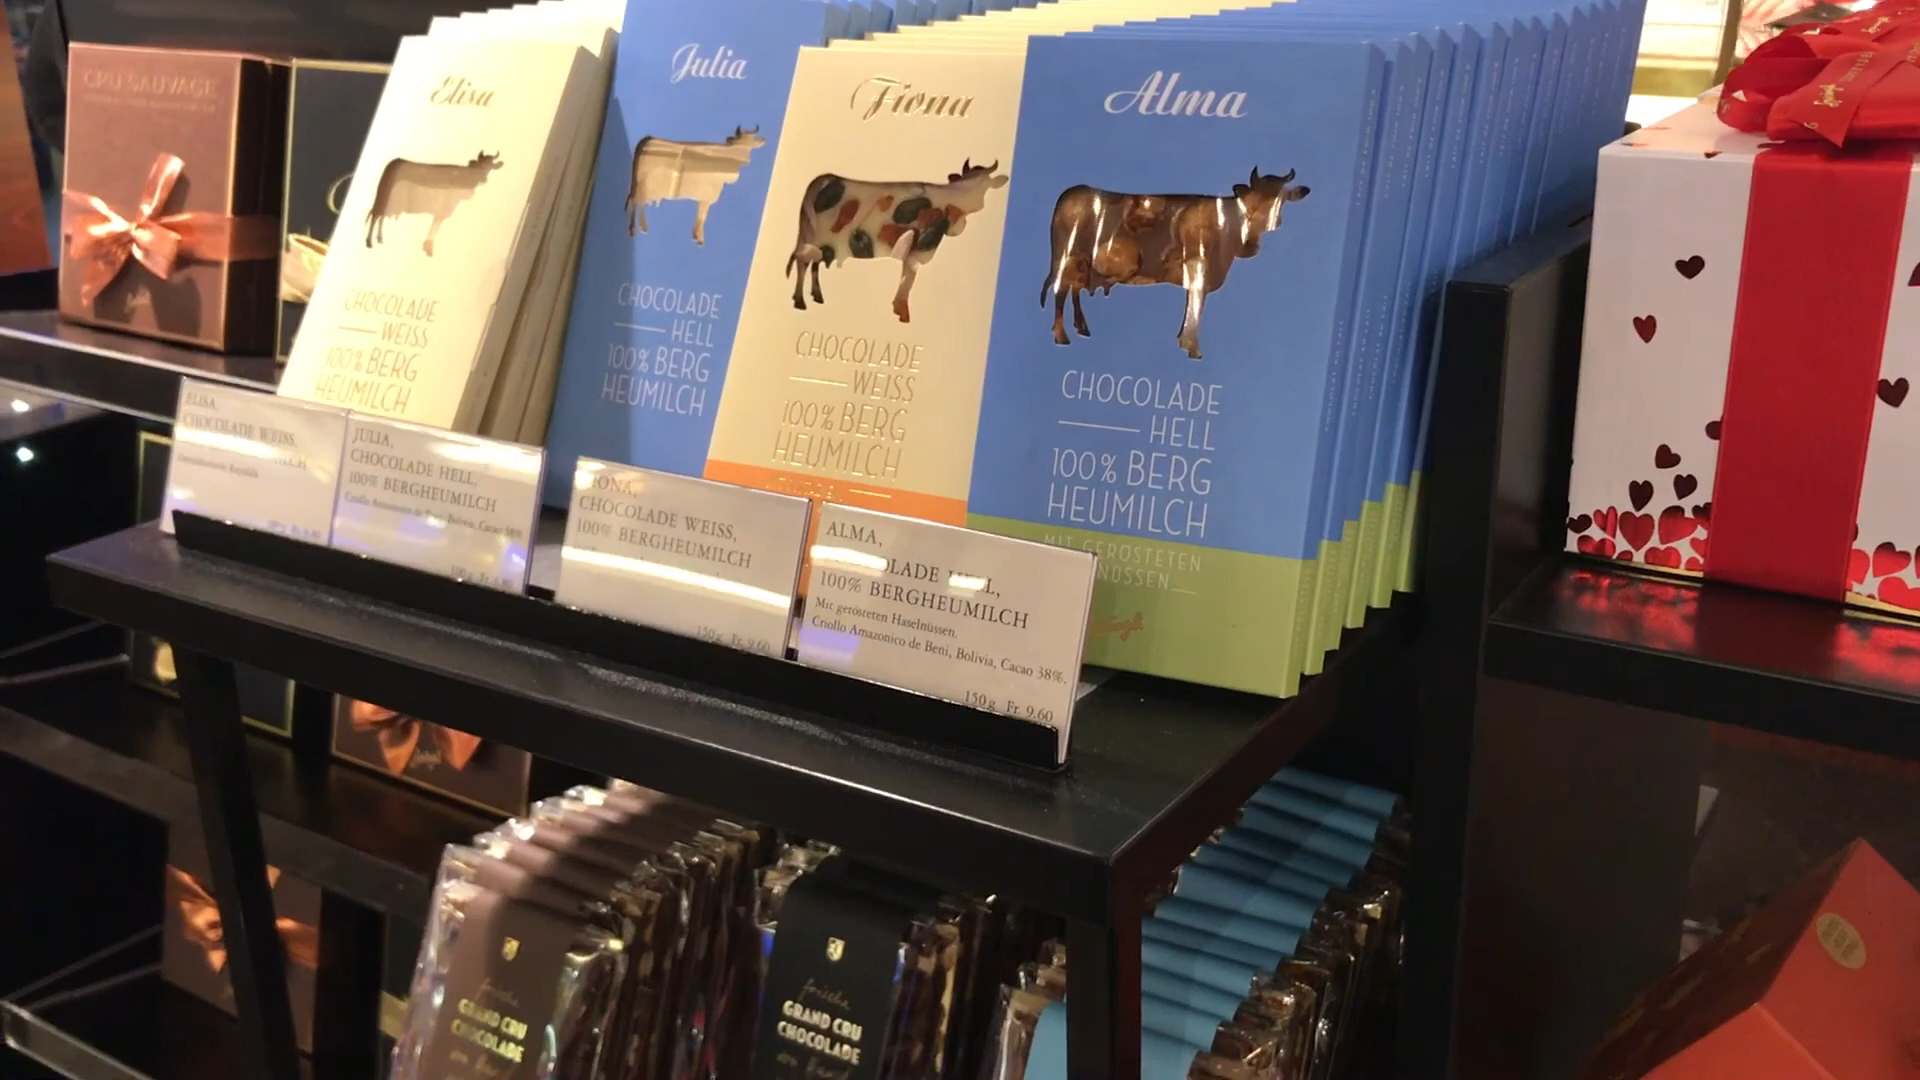 CRU SAUVAGE
Elisa
CHOCOLADE
WEISS
100% BERG
HEUMILCH
Julia
CHOCOLADE
HELL
100% BERG
HEUMILCH
Fiona
CHOCOLADE
WEISS
100% BERG
HEUMILCH
Alma
CHOCOLADE
HELL
100% BERG
HEUMILCH
MIT GERÖSTETEN
ELISA,
CHOCOLADE WEISS,
JULIA,
CHOCOLADE HELL,
100% BERGHEUMILCH
CHOCOLADE WEISS,
100% BERGHEUMILCH
150g Fr. 9.60
ALMA,
100% BERGHEUMILCH
Mit gerösteten Haselnüssen.
Criollo Amazonico de Beni, Bolivia, Cacao 38%.
150g Fr. 9.60
frische
GRAND CRU
CHOCOLADE
frische
GRAND CRU
CHOCOLADE